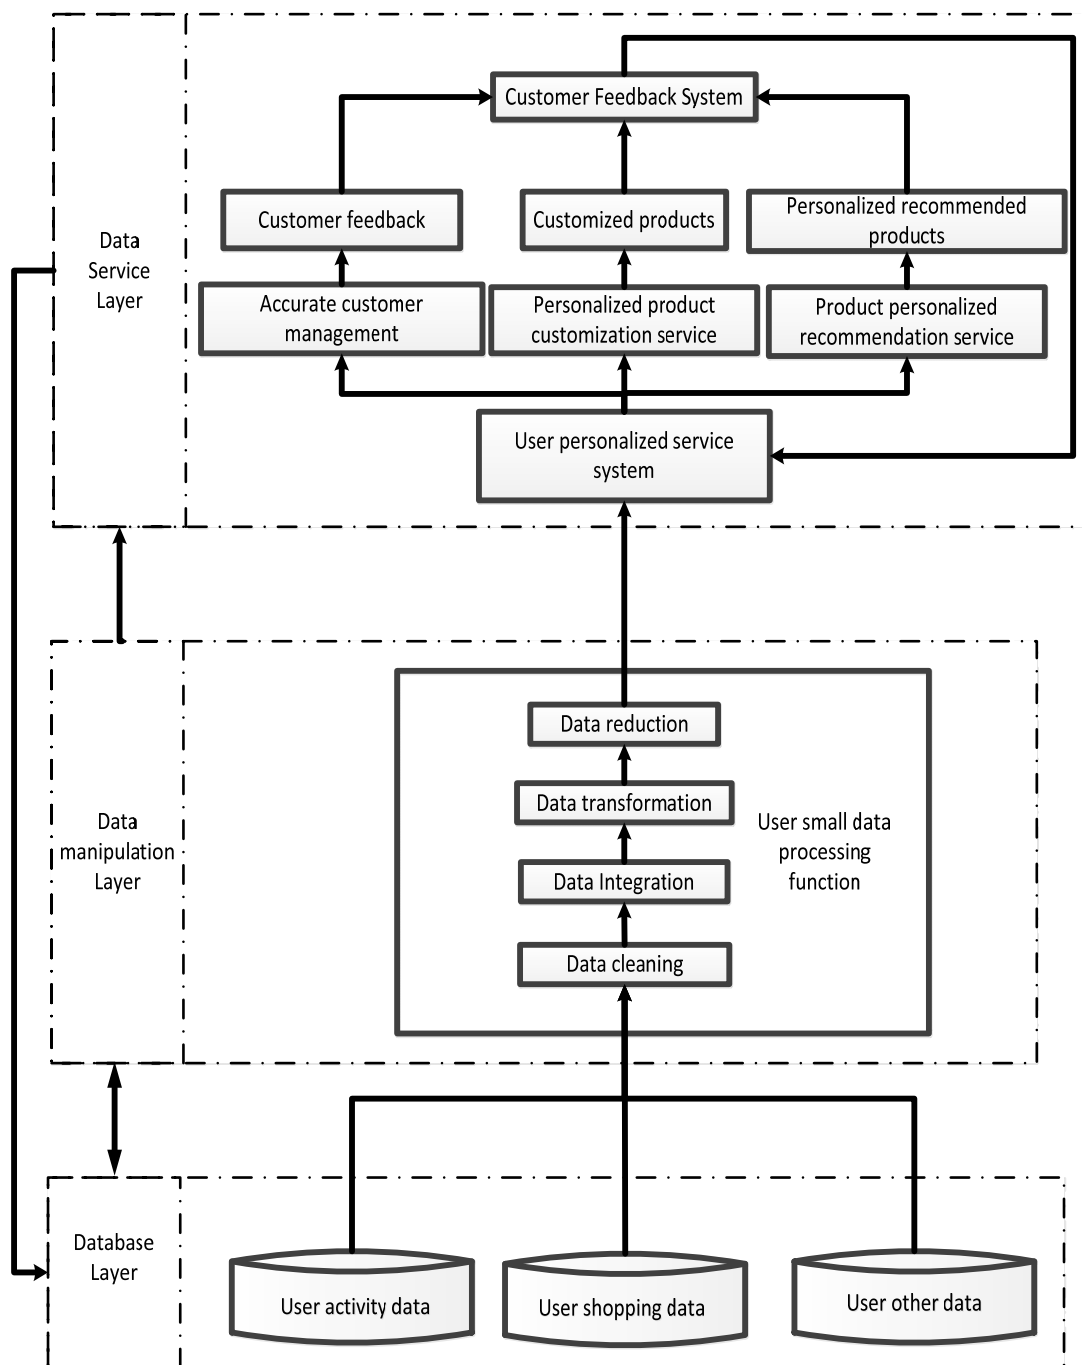 Customer Feedback System
Customer feedback
Customized products
Personalized recommended
products
Data
Service
Layer
Accurate customer
management
Personalized product
customization service
Product personalized
recommendation service
User personalized service
system
Data reduction
Data transformation
Data Integration
Data cleaning
User small data
processing
function
Data
manipulation
Layer
Database
Layer
User activity data
User shopping data
User other data